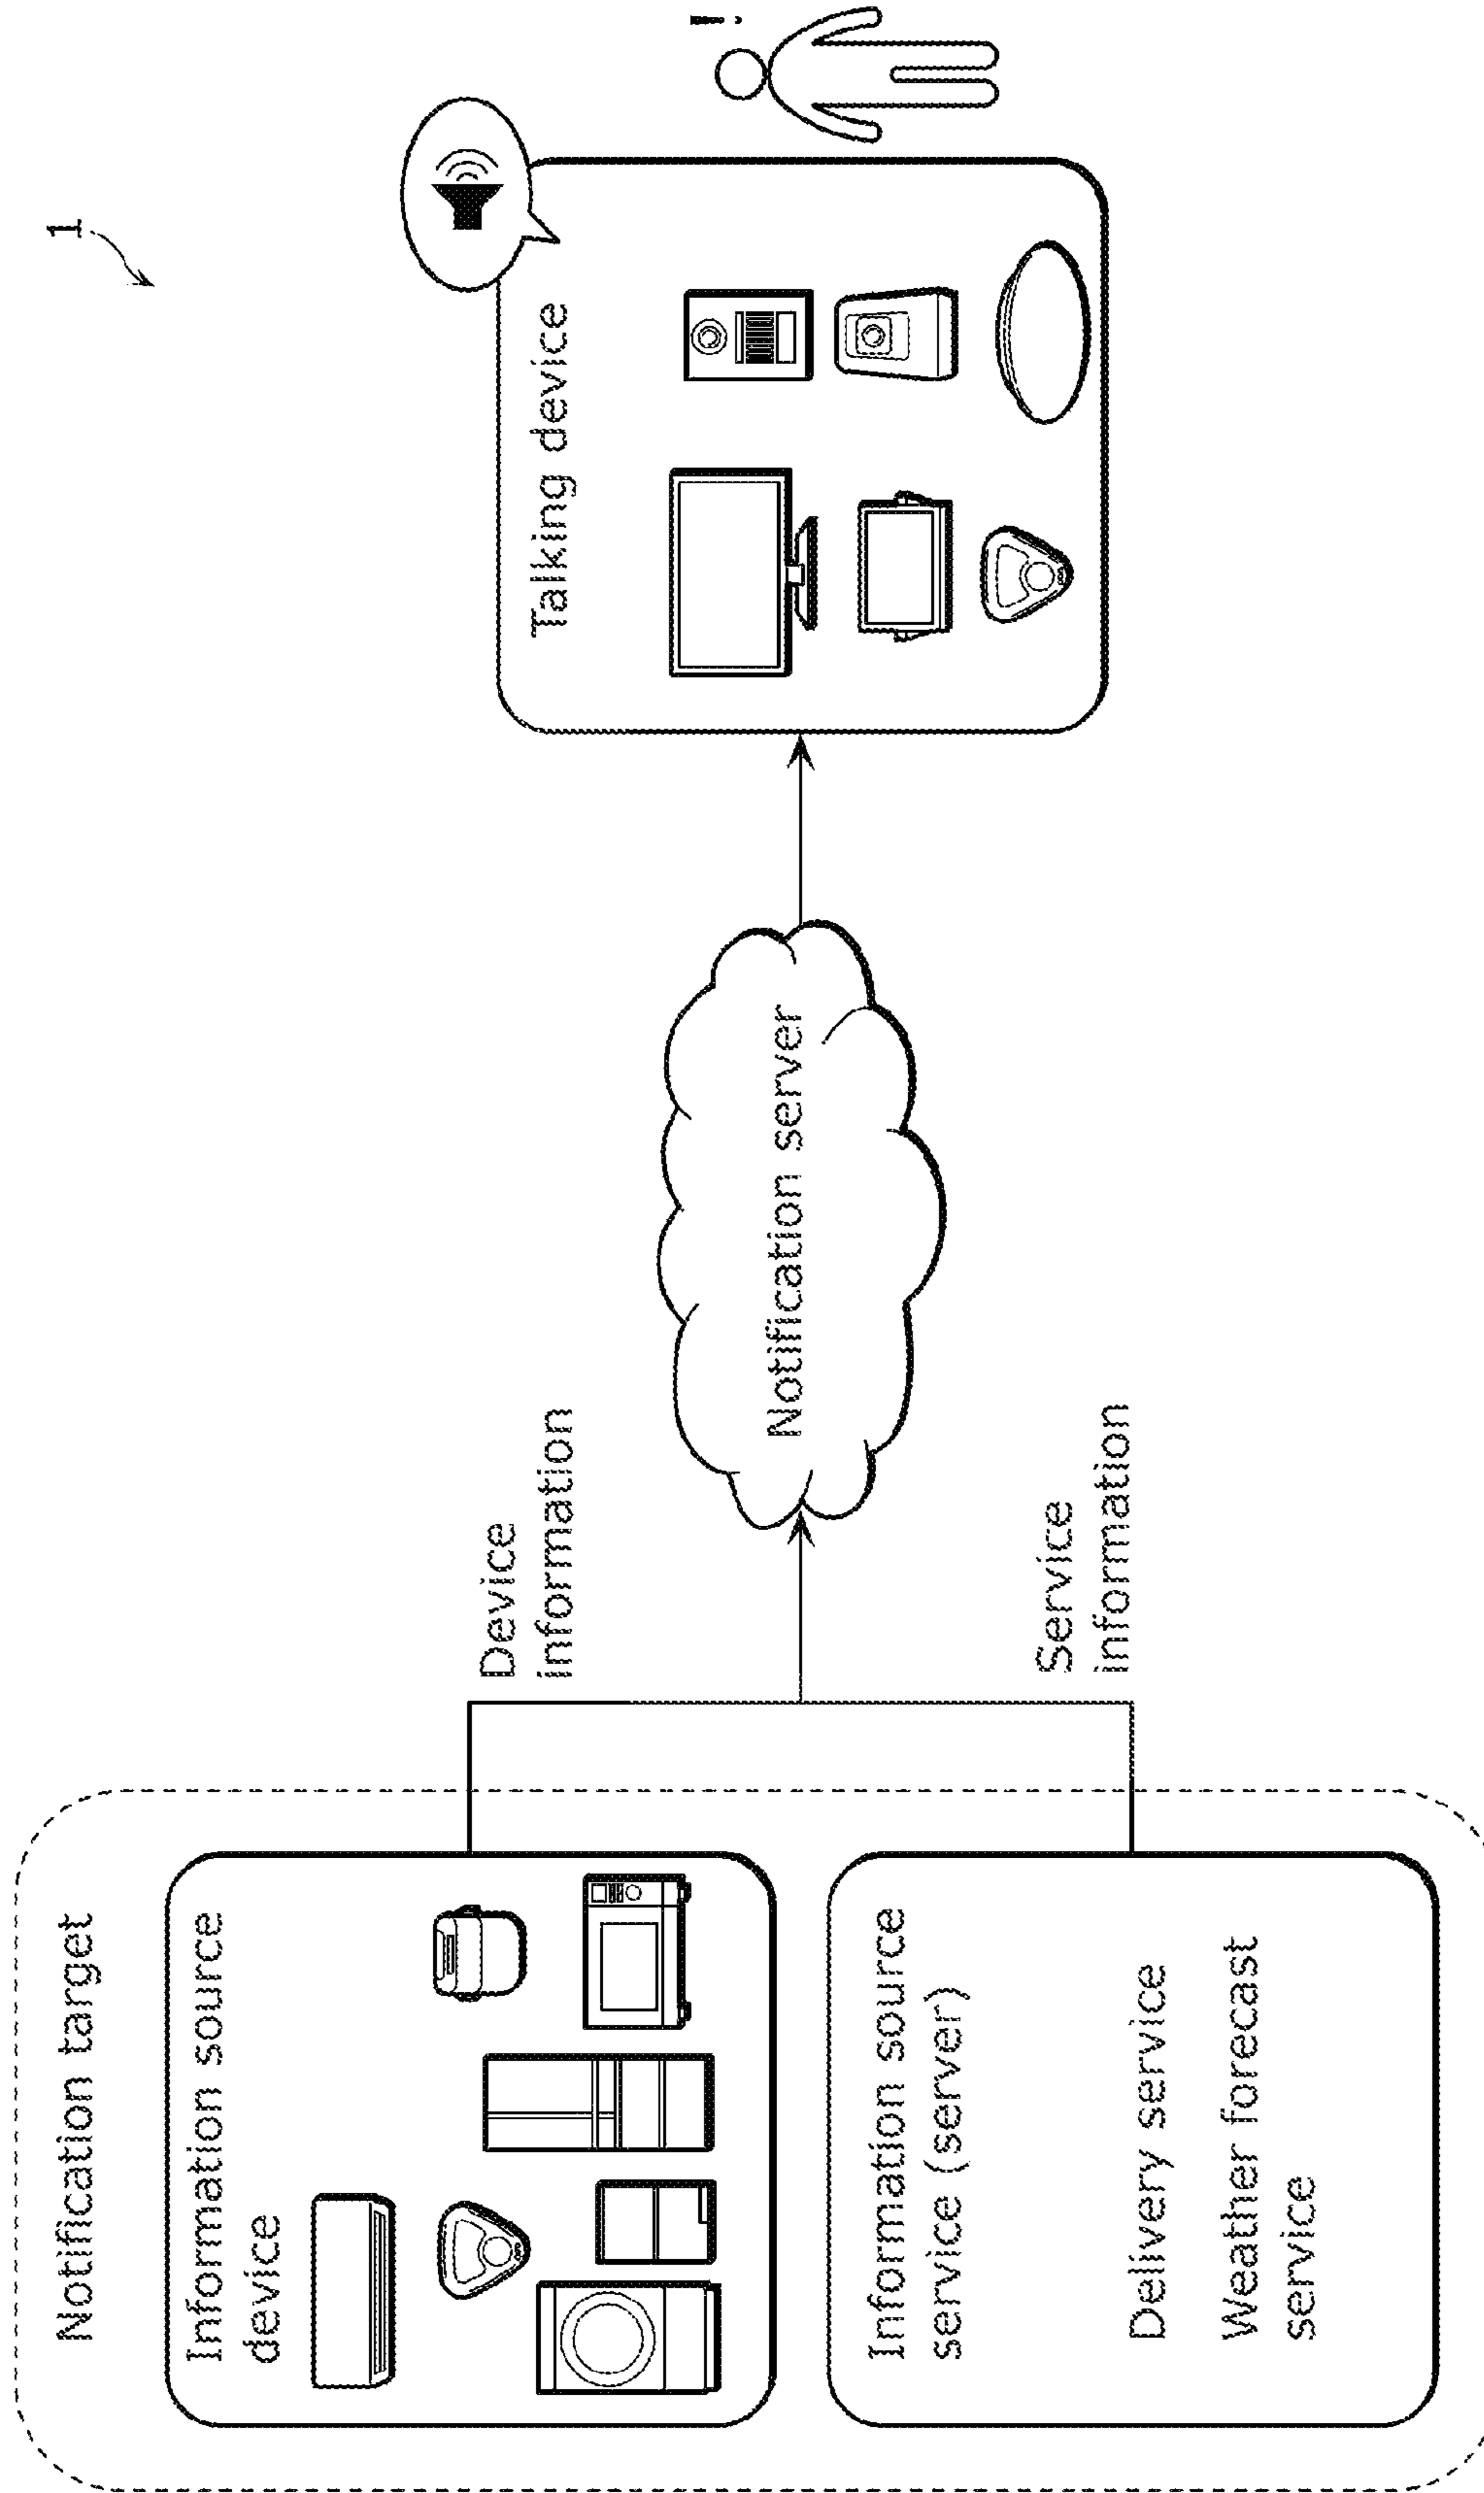 1
Notification target
Information source
device
Information source
service (server)
Delivery service
Weather forecast
service
Device
information
Service
information
Notification server
Talking device
!